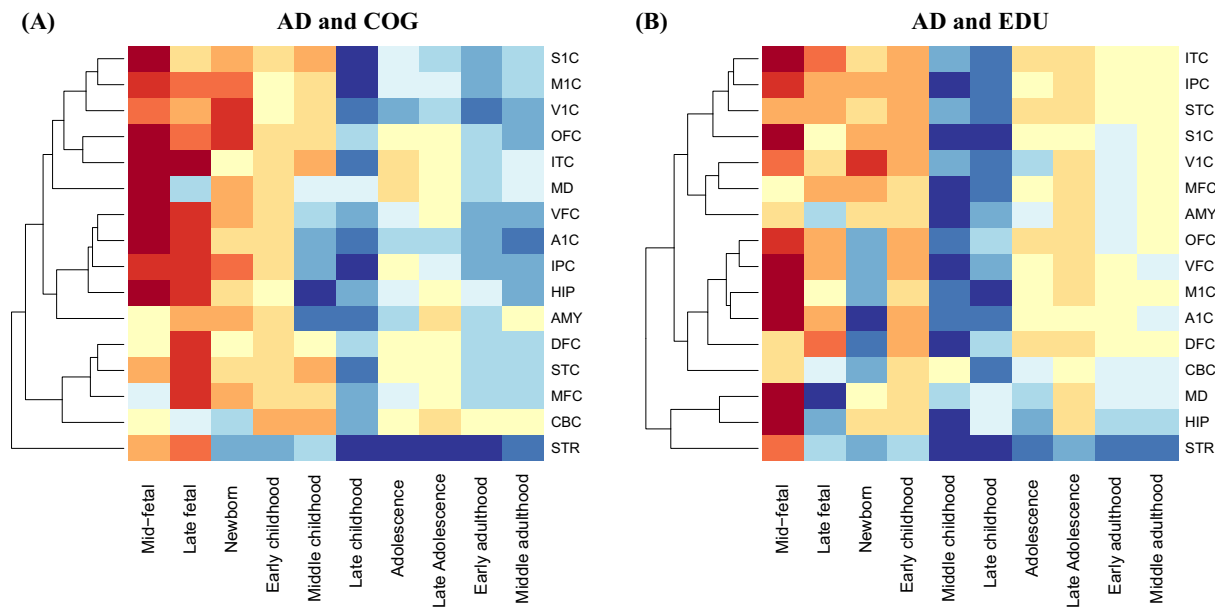 (A) AD and COG
S1C
M1C
V1C
OFC
ITC
MD
VFC
A1C
IPC
HIP
AMY
DFC
STC
MFC
CBC
STR
Mid-fetal
Late fetal
Newborn
Early childhood
Middle childhood
Late childhood
Adolescence
Late Adolescence
Early adulthood
Middle adulthood
(B) AD and EDU
ITC
IPC
STC
S1C
V1C
MFC
AMY
OFC
VFC
M1C
A1C
DFC
CBC
MD
HIP
STR
Mid-fetal
Late fetal
Newborn
Early childhood
Middle childhood
Late childhood
Adolescence
Late Adolescence
Early adulthood
Middle adulthood